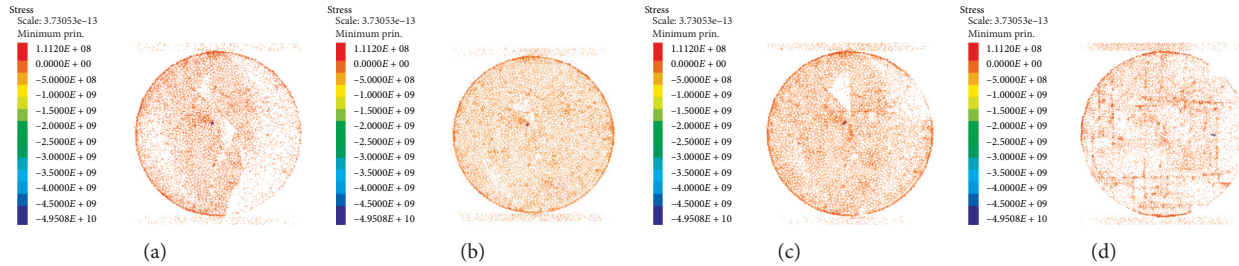 Stress
Scale: 3.73053e–13
Minimum prin.
1.1120E + 08
0.0000E + 00
–5.0000E + 08
–1.0000E + 09
–1.5000E + 09
–2.0000E + 09
–2.5000E + 09
–3.0000E + 09
–3.5000E + 09
–4.0000E + 09
–4.5000E + 09
–4.9508E + 10
(a)
Stress
Scale: 3.73053e–13
Minimum prin.
1.1120E + 08
0.0000E + 00
–5.0000E + 08
–1.0000E + 09
–1.5000E + 09
–2.0000E + 09
–2.5000E + 09
–3.0000E + 09
–3.5000E + 09
–4.0000E + 09
–4.5000E + 09
–4.9508E + 10
(b)
Stress
Scale: 3.73053e–13
Minimum prin.
1.1120E + 08
0.0000E + 00
–5.0000E + 08
–1.0000E + 09
–1.5000E + 09
–2.0000E + 09
–2.5000E + 09
–3.0000E + 09
–3.5000E + 09
–4.0000E + 09
–4.5000E + 09
–4.9508E + 10
(c)
Stress
Scale: 3.73053e–13
Minimum prin.
1.1120E + 08
0.0000E + 00
–5.0000E + 08
–1.0000E + 09
–1.5000E + 09
–2.0000E + 09
–2.5000E + 09
–3.0000E + 09
–3.5000E + 09
–4.0000E + 09
–4.5000E + 09
–4.9508E + 10
(d)